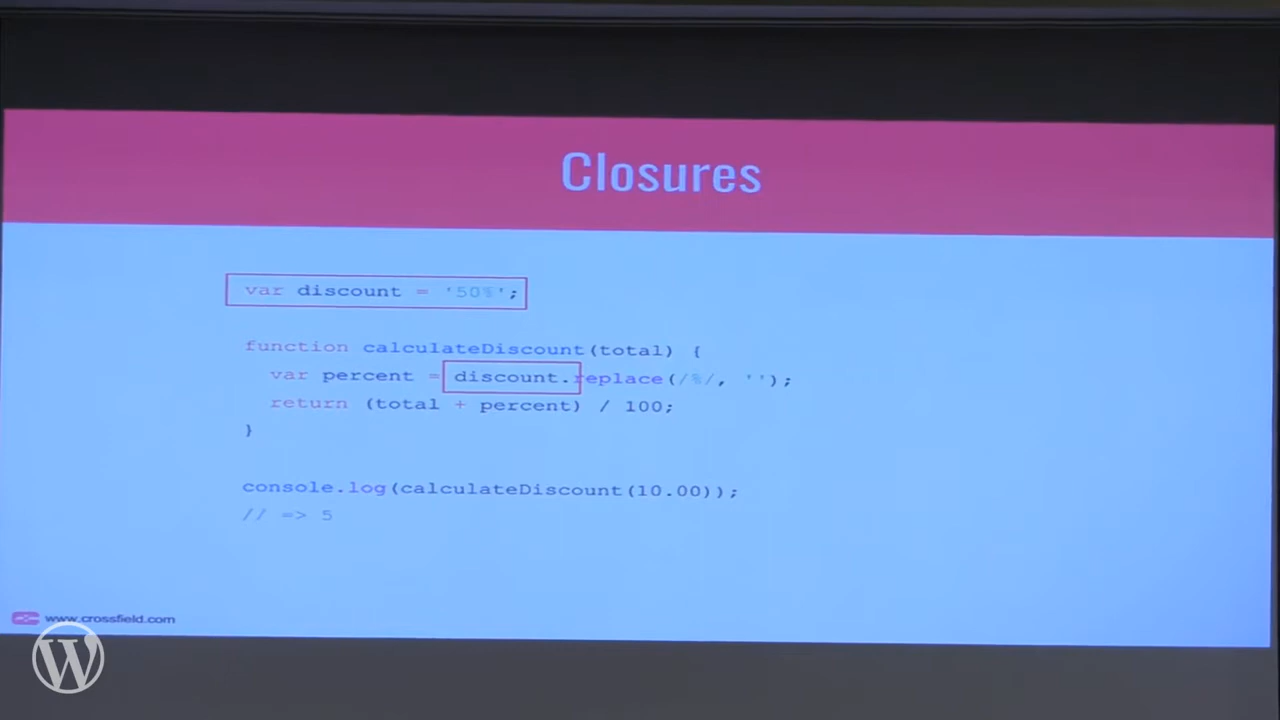 Closures
var discount = '50%';
function calculateDiscount(total) {
var percent = discount.replace(/%/, '');
return (total + percent) / 100;
}
console.log(calculateDiscount(10.00));
// => 5
www.crossfield.com
W